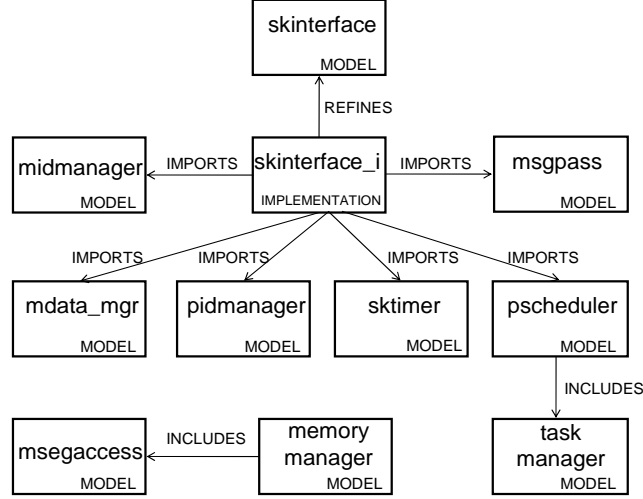 skinterface
MODEL
REFINES
midmanager
MODEL
IMPORTS
skinterface_i
IMPLEMENTATION
IMPORTS
msgpass
MODEL
IMPORTS
IMPORTS
IMPORTS
IMPORTS
mdata_mgr
MODEL
pidmanager
MODEL
sktimer
MODEL
pscheduler
MODEL
INCLUDES
msegaccess
MODEL
INCLUDES
memory
manager
MODEL
task
manager
MODEL